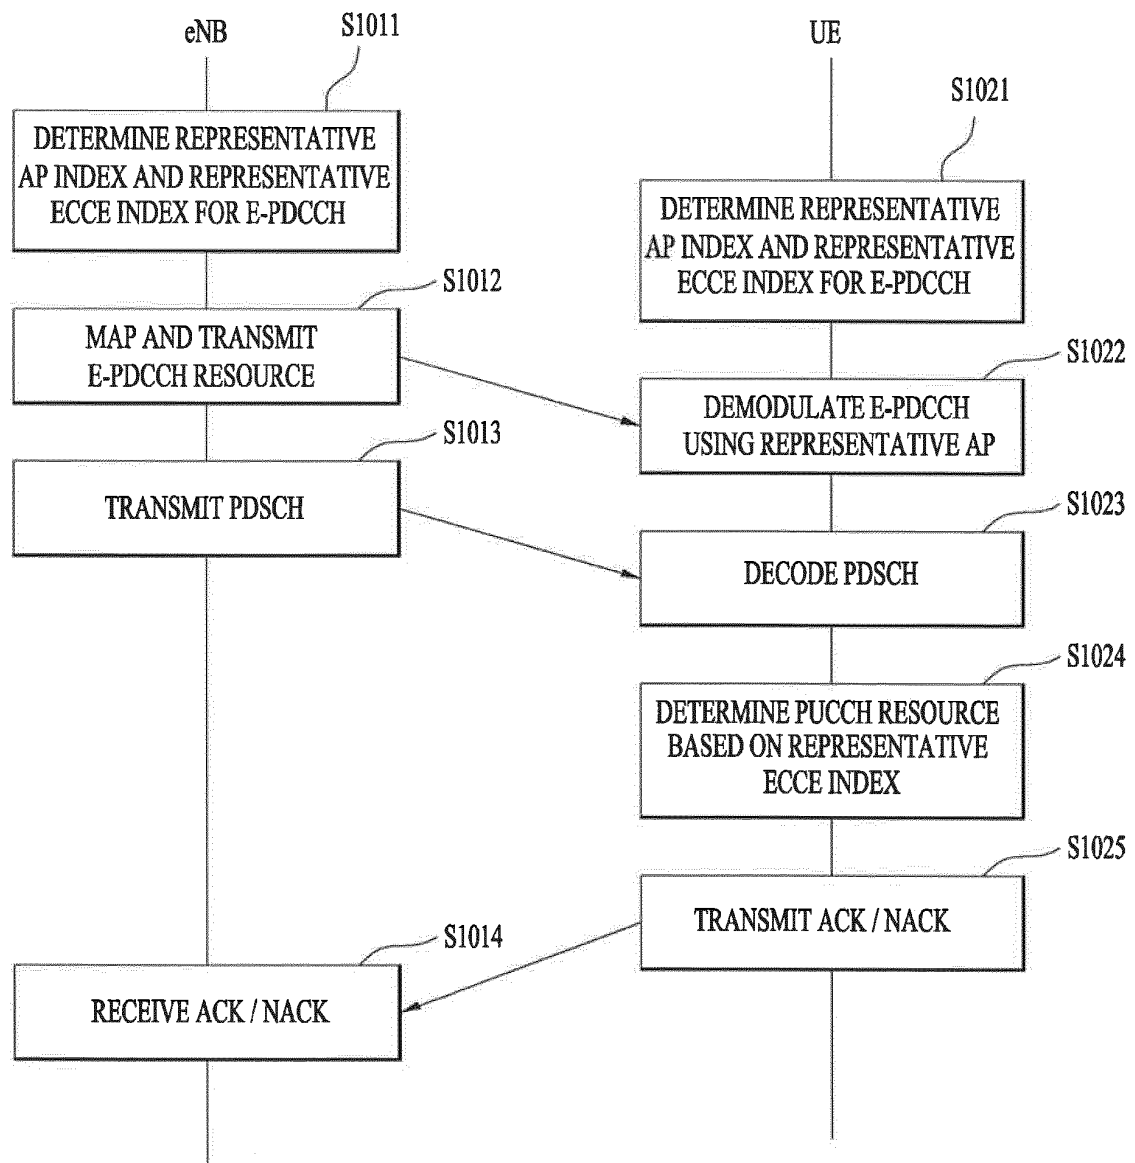 eNB
S1011
DETERMINE REPRESENTATIVE
AP INDEX AND REPRESENTATIVE
ECCE INDEX FOR E-PDCCH
S1012
MAP AND TRANSMIT
E-PDCCH RESOURCE
S1013
TRANSMIT PDSCH
S1014
RECEIVE ACK / NACK
UE
S1021
DETERMINE REPRESENTATIVE
AP INDEX AND REPRESENTATIVE
ECCE INDEX FOR E-PDCCH
S1022
DEMODULATE E-PDCCH
USING REPRESENTATIVE AP
S1023
DECODE PDSCH
S1024
DETERMINE PUCCH RESOURCE
BASED ON REPRESENTATIVE
ECCE INDEX
S1025
TRANSMIT ACK / NACK